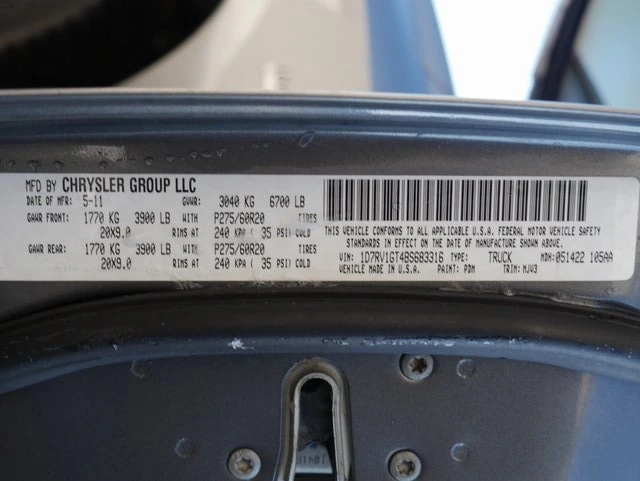 MFD BY CHRYSLER GROUP LLC
DATE OF MFR: 5-11 GVWR: 3040 KG 6700 LB
GAWR FRONT: 1770 KG 3900 LB WITH P275/60R20 TIRES
20X9.0 RIMS AT 240 KPA ( 35 PSI) COLD
GAWR REAR: 1770 KG 3900 LB WITH P275/60R20 TIRES
20X9.0 RIMS AT 240 KPA ( 35 PSI) COLD
THIS VEHICLE CONFORMS TO ALL APPLICABLE U.S.A. FEDERAL MOTOR VEHICLE SAFETY
STANDARDS IN EFFECT ON THE DATE OF MANUFACTURE SHOWN ABOVE.
VIN: 1D7RV1GT4BS683316 TYPE: TRUCK MDH: 051422 105AA
VEHICLE MADE IN U.S.A. PAINT: PDM TRIM: MJV3